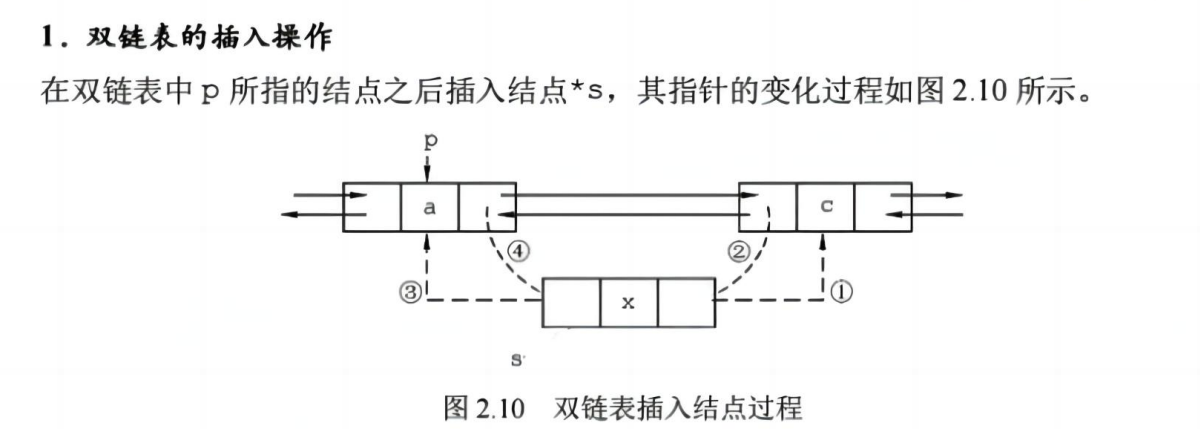 1. 双链表的插入操作
在双链表中 p 所指的结点之后插入结点*s，其指针的变化过程如图 2.10 所示。
p
a
c
④
②
③
①
x
s
图 2.10 双链表插入结点过程